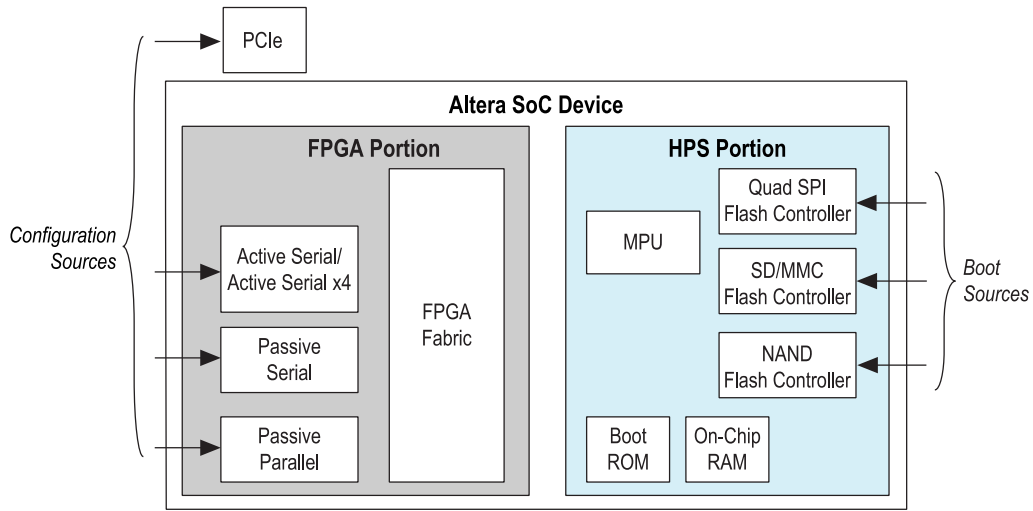 PCIe
Altera SoC Device
FPGA Portion
HPS Portion
Configuration
Sources
Active Serial/
Active Serial x4
Passive
Serial
Passive
Parallel
FPGA
Fabric
MPU
Quad SPI
Flash Controller
SD/MMC
Flash Controller
NAND
Flash Controller
Boot
ROM
On-Chip
RAM
Boot
Sources